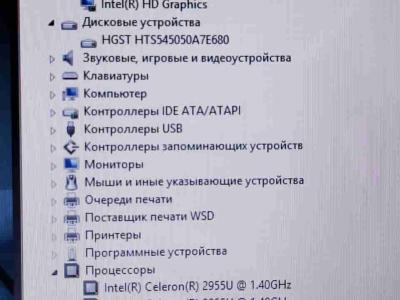 Intel(R) HD Graphics
Дисковые устройства
HGST HTS545050A7E680
Звуковые, игровые и видеоустройства
Клавиатуры
Компьютер
Контроллеры IDE ATA/ATAPI
Контроллеры USB
Контроллеры запоминающих устройств
Мониторы
Мыши и иные указывающие устройства
Очереди печати
Поставщик печати WSD
Принтеры
Программные устройства
Процессоры
Intel(R) Celeron(R) 2955U @ 1.40GHz